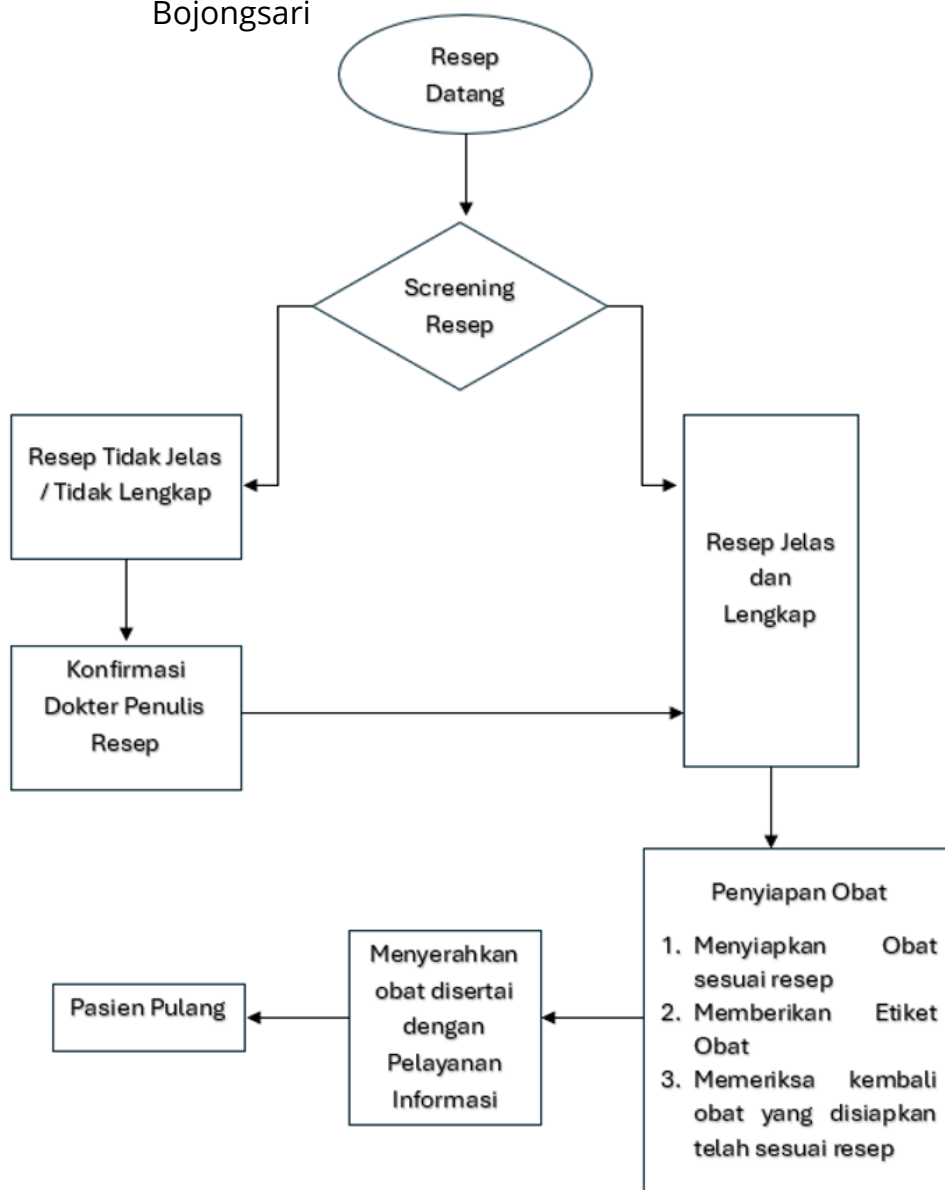 Bojongsari
Resep
Datang
Screening
Resep
Resep Tidak Jelas
/ Tidak Lengkap
Resep Jelas
dan
Lengkap
Konfirmasi
Dokter Penulis
Resep
Penyiapan Obat
1. Menyiapkan Obat
sesuai resep
2. Memberikan Etiket
Obat
3. Memeriksa kembali
obat yang disiapkan
telah sesuai resep
Menyerahkan
obat disertai
dengan
Pelayanan
Informasi
Pasien Pulang